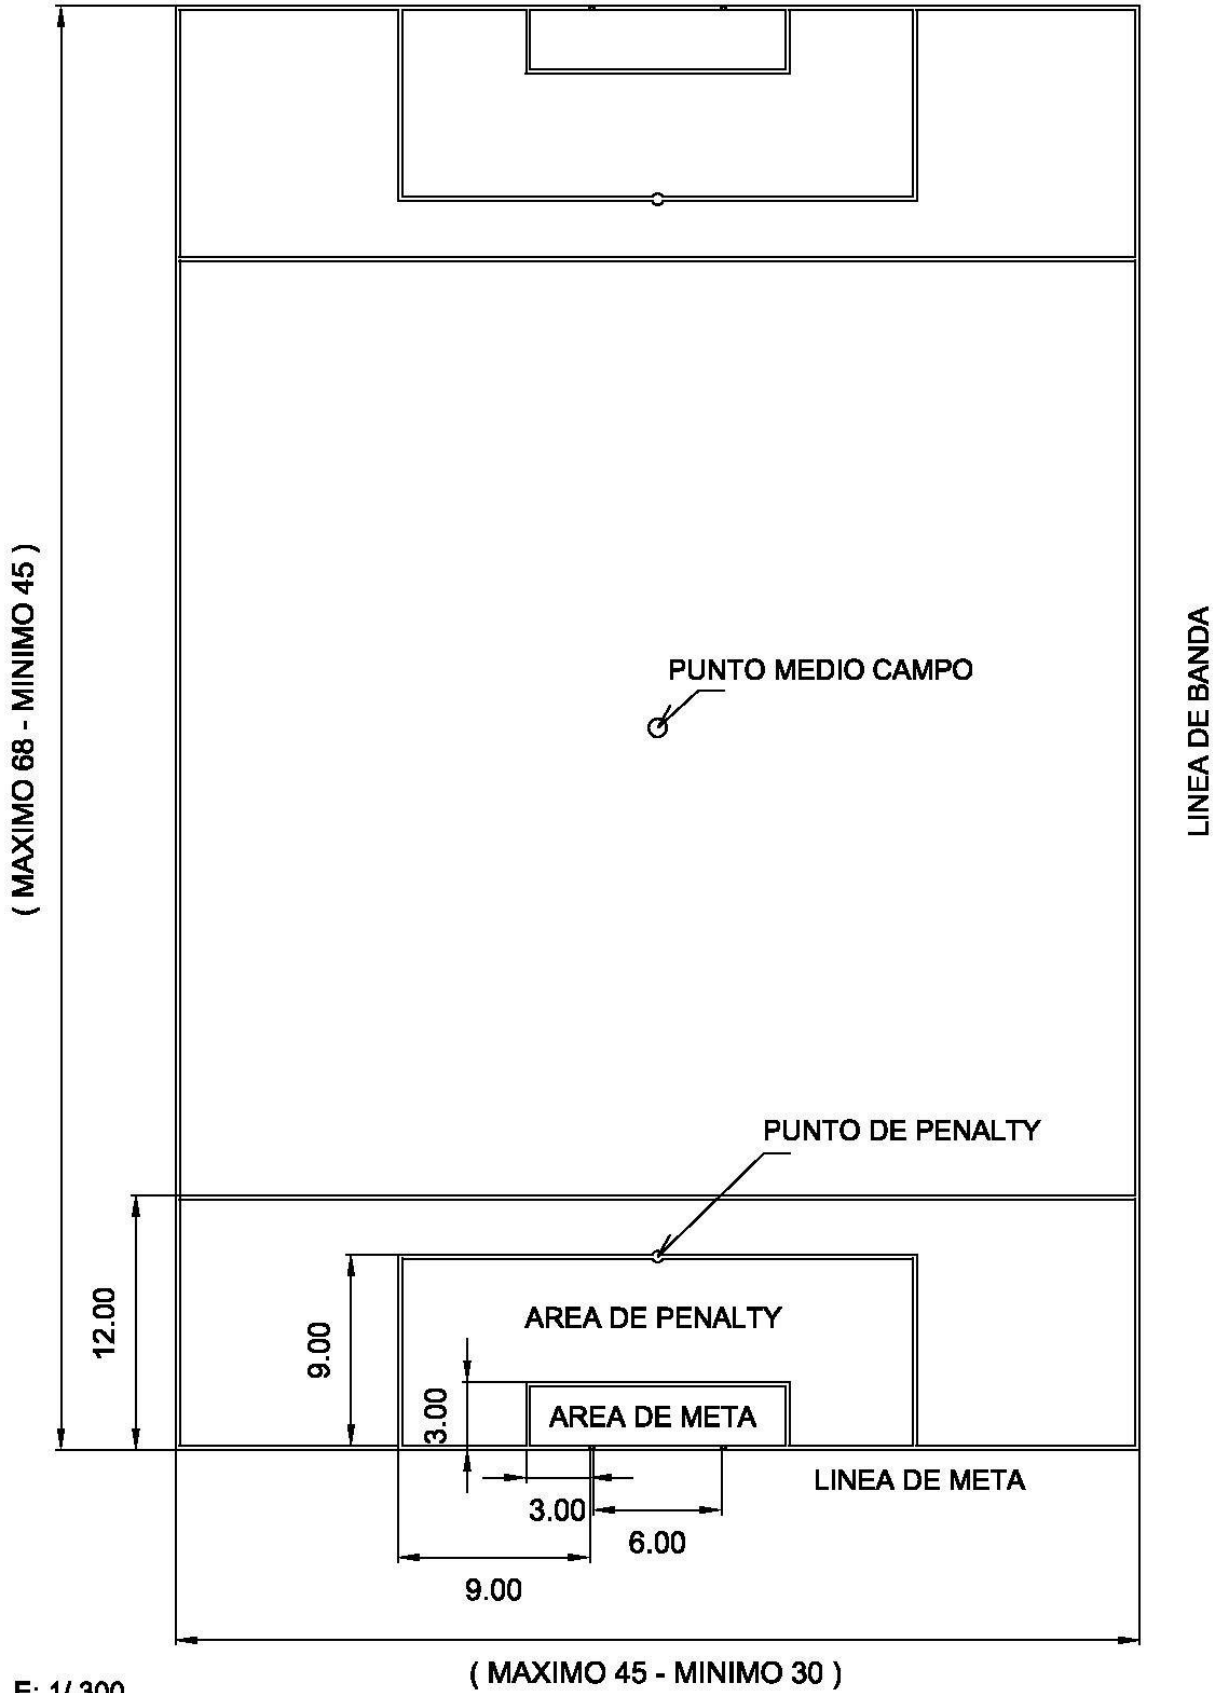 ( MAXIMO 68 - MINIMO 45 )
PUNTO MEDIO CAMPO
LINEA DE BANDA
PUNTO DE PENALTY
12.00
9.00
AREA DE PENALTY
3.00
AREA DE META
LINEA DE META
3.00
6.00
9.00
( MAXIMO 45 - MINIMO 30 )
E: 1/ 300